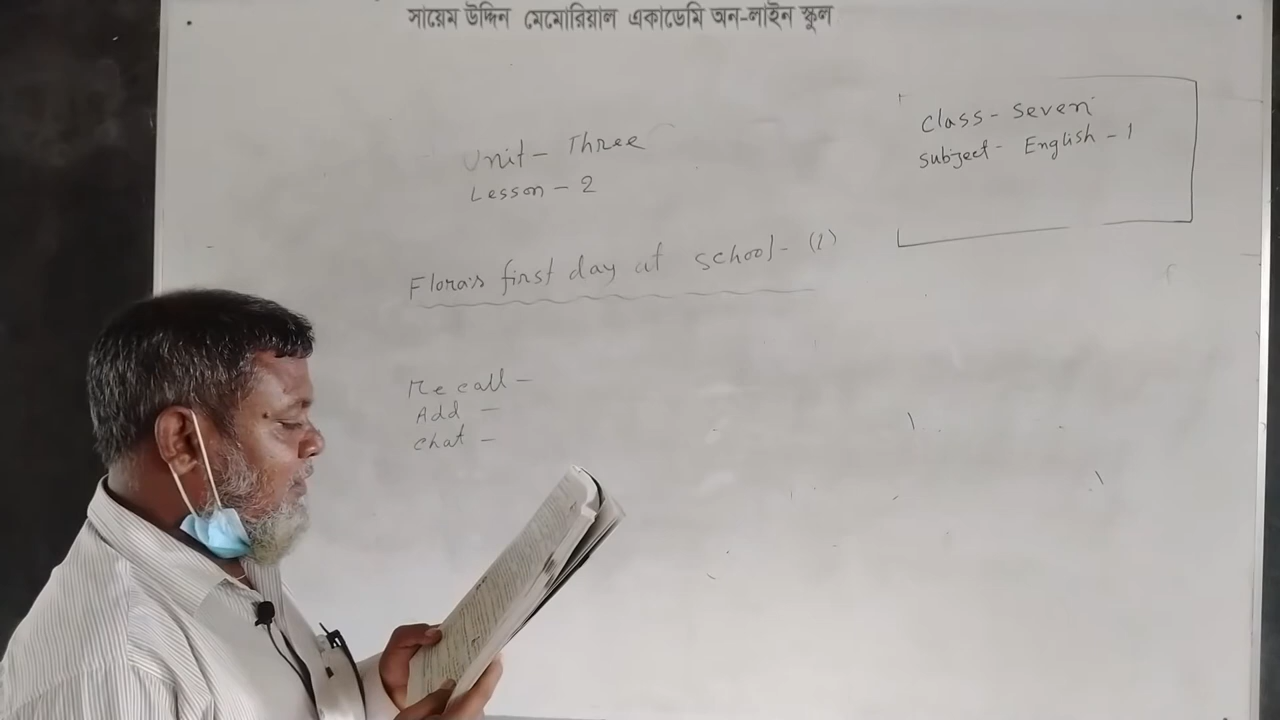 সায়েম উদ্দিন মেমোরিয়াল একাডেমি অন-লাইন স্কুল
Class - Seven
Subject - English - 1
Unit - Three
Lesson - 2
Flora's first day at school - (1)
Recall -
Add -
Chat -